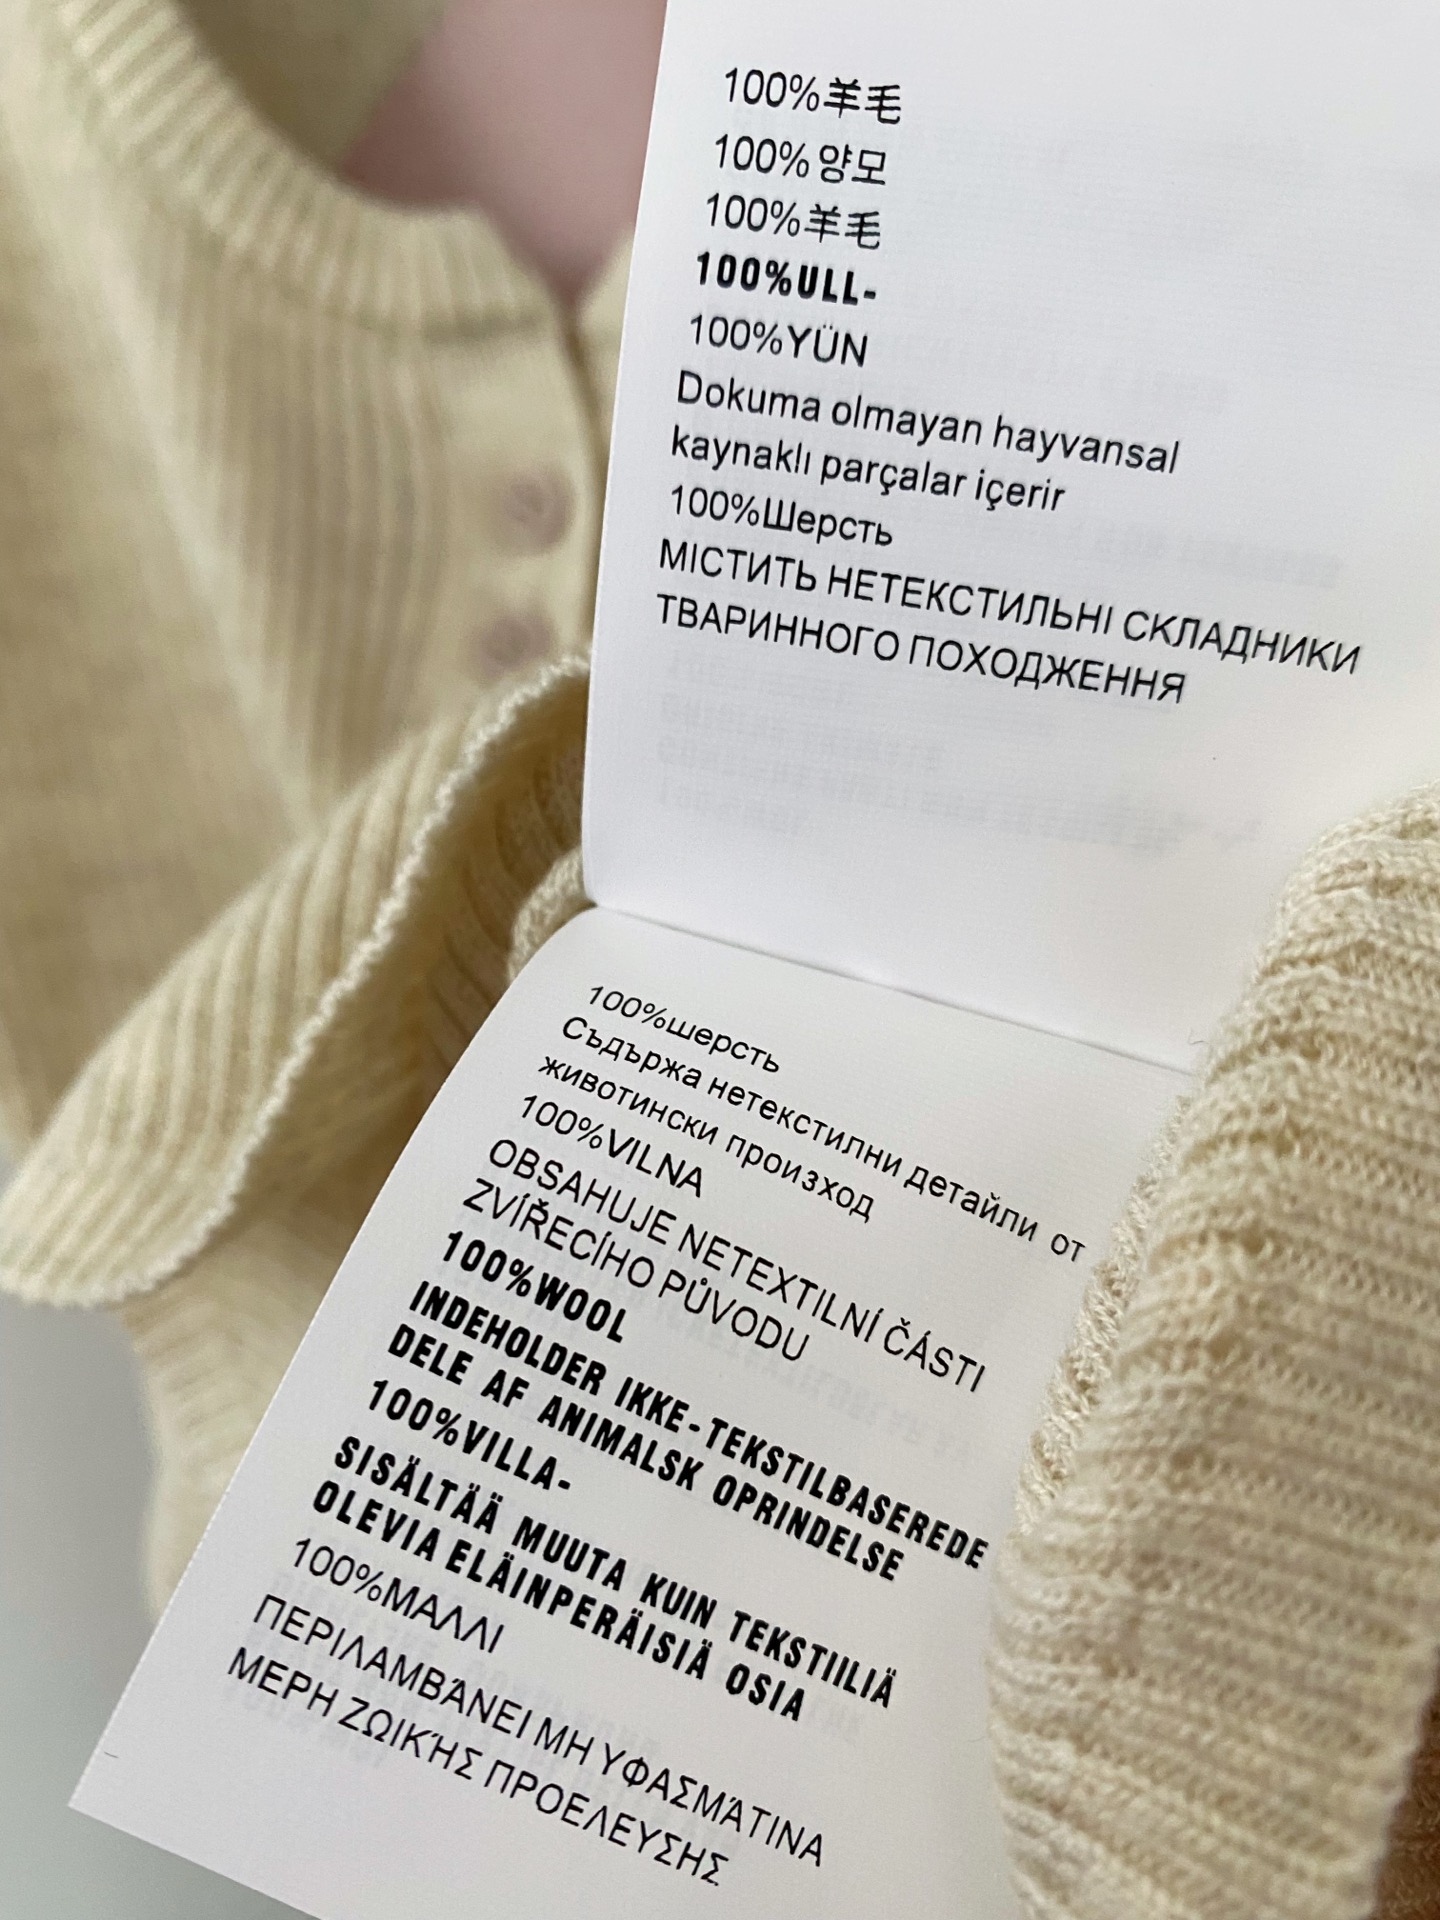 100%羊毛
100%양모
100%羊毛
100%ULL-
100%YÜN
Dokuma olmayan hayvansal
kaynaklı parçalar içerir
100%Шерсть
МІСТИТЬ НЕТЕКСТИЛЬНІ СКЛАДНИКИ
ТВАРИННОГО ПОХОДЖЕННЯ
100%шерсть
Съдържа нетекстилни детайли от
животински произход
100%VILNA
OBSAHUJE NETEXTILNÍ ČÁSTI
ZVÍŘECÍHO PŮVODU
100%WOOL
INDEHOLDER IKKE-TEKSTILBASEREDE
DELE AF ANIMALSK OPRINDELSE
100%VILLA-
SISÄLTÄÄ MUUTA KUIN TEKSTIILIÄ
OLEVIA ELÄINPERÄISIÄ OSIA
100%ΜΑΛΛΙ
ΠΕΡΙΛΑΜΒΆΝΕΙ ΜΗ ΥΦΑΣΜΆΤΙΝΑ
ΜΕΡΗ ΖΩΙΚΉΣ ΠΡΟΕΛΕΥΣΗΣ